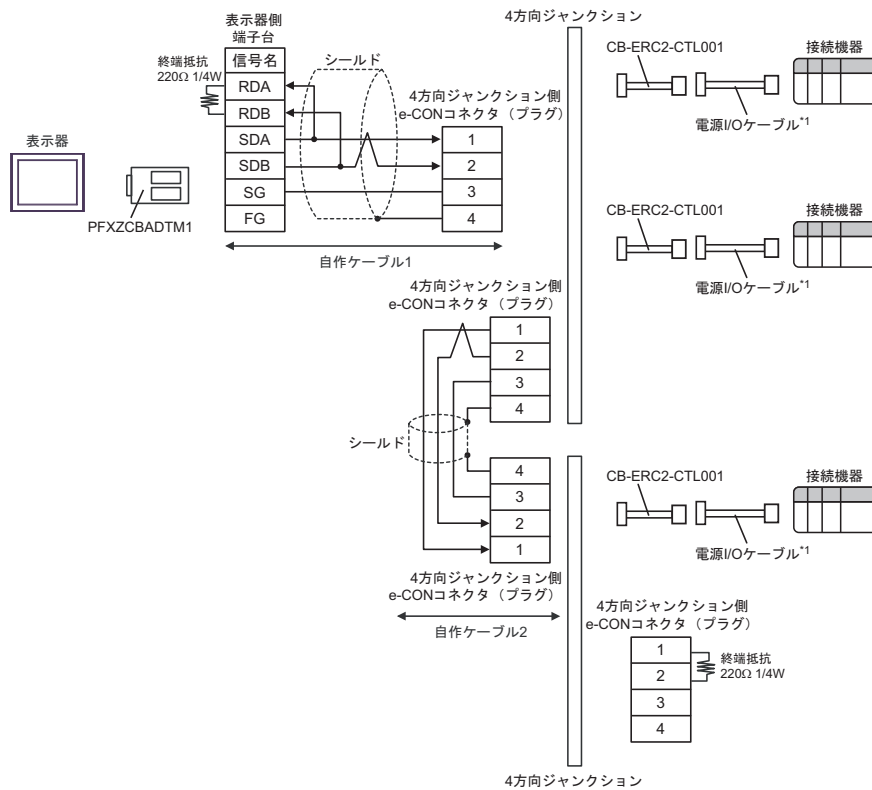 4方向ジャンクション
表示器側
端子台
終端抵抗
220Ω 1/4W
信号名
RDA
RDB
SDA
SDB
SG
FG
シールド
4方向ジャンクション側
e-CONコネクタ（プラグ）
1
2
3
4
表示器
PFXZCBADTM1
自作ケーブル1
CB-ERC2-CTL001
接続機器
電源I/Oケーブル*1
CB-ERC2-CTL001
接続機器
電源I/Oケーブル*1
4方向ジャンクション側
e-CONコネクタ（プラグ）
1
2
3
4
シールド
4
3
2
1
4方向ジャンクション側
e-CONコネクタ（プラグ）
自作ケーブル2
CB-ERC2-CTL001
接続機器
電源I/Oケーブル*1
4方向ジャンクション側
e-CONコネクタ（プラグ）
1
2
3
4
終端抵抗
220Ω 1/4W
4方向ジャンクション